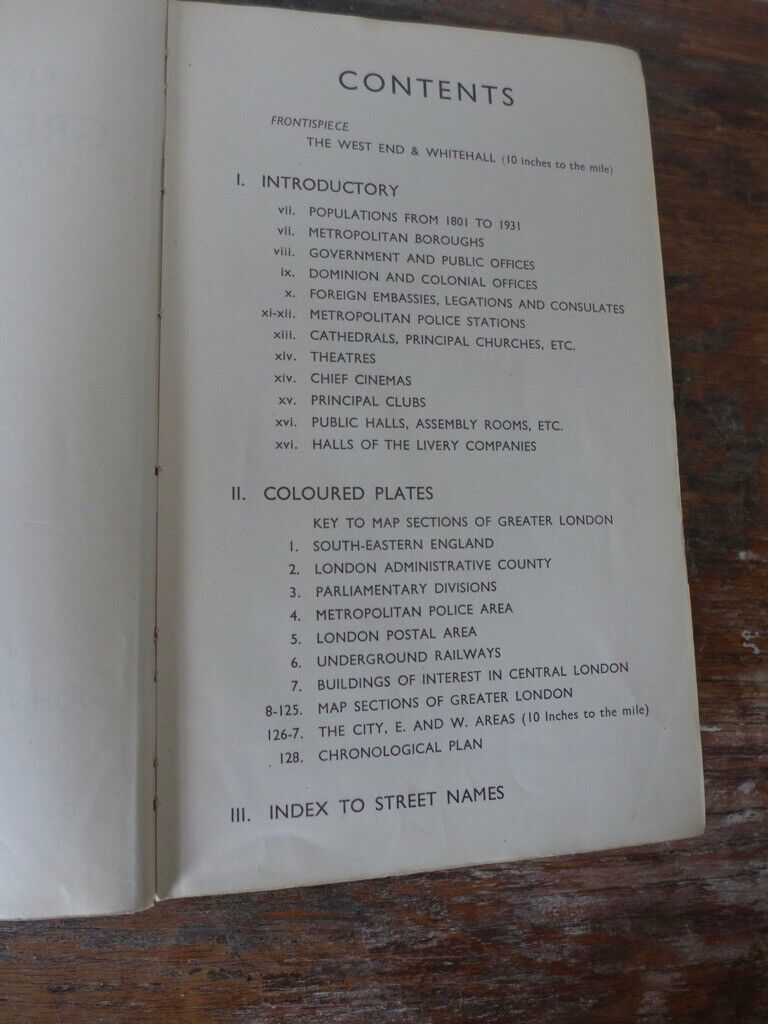 CONTENTS
FRONTISPIECE
THE WEST END & WHITEHALL (10 inches to the mile)
I. INTRODUCTORY
vii. POPULATIONS FROM 1801 TO 1931
vii. METROPOLITAN BOROUGHS
viii. GOVERNMENT AND PUBLIC OFFICES
ix. DOMINION AND COLONIAL OFFICES
x. FOREIGN EMBASSIES, LEGATIONS AND CONSULATES
xi-xii. METROPOLITAN POLICE STATIONS
xiii. CATHEDRALS, PRINCIPAL CHURCHES, ETC.
xiv. THEATRES
xiv. CHIEF CINEMAS
xv. PRINCIPAL CLUBS
xvi. PUBLIC HALLS, ASSEMBLY ROOMS, ETC.
xvi. HALLS OF THE LIVERY COMPANIES
II. COLOURED PLATES
KEY TO MAP SECTIONS OF GREATER LONDON
1. SOUTH-EASTERN ENGLAND
2. LONDON ADMINISTRATIVE COUNTY
3. PARLIAMENTARY DIVISIONS
4. METROPOLITAN POLICE AREA
5. LONDON POSTAL AREA
6. UNDERGROUND RAILWAYS
7. BUILDINGS OF INTEREST IN CENTRAL LONDON
8-125. MAP SECTIONS OF GREATER LONDON
126-7. THE CITY, E. AND W. AREAS (10 Inches to the mile)
128. CHRONOLOGICAL PLAN
III. INDEX TO STREET NAMES